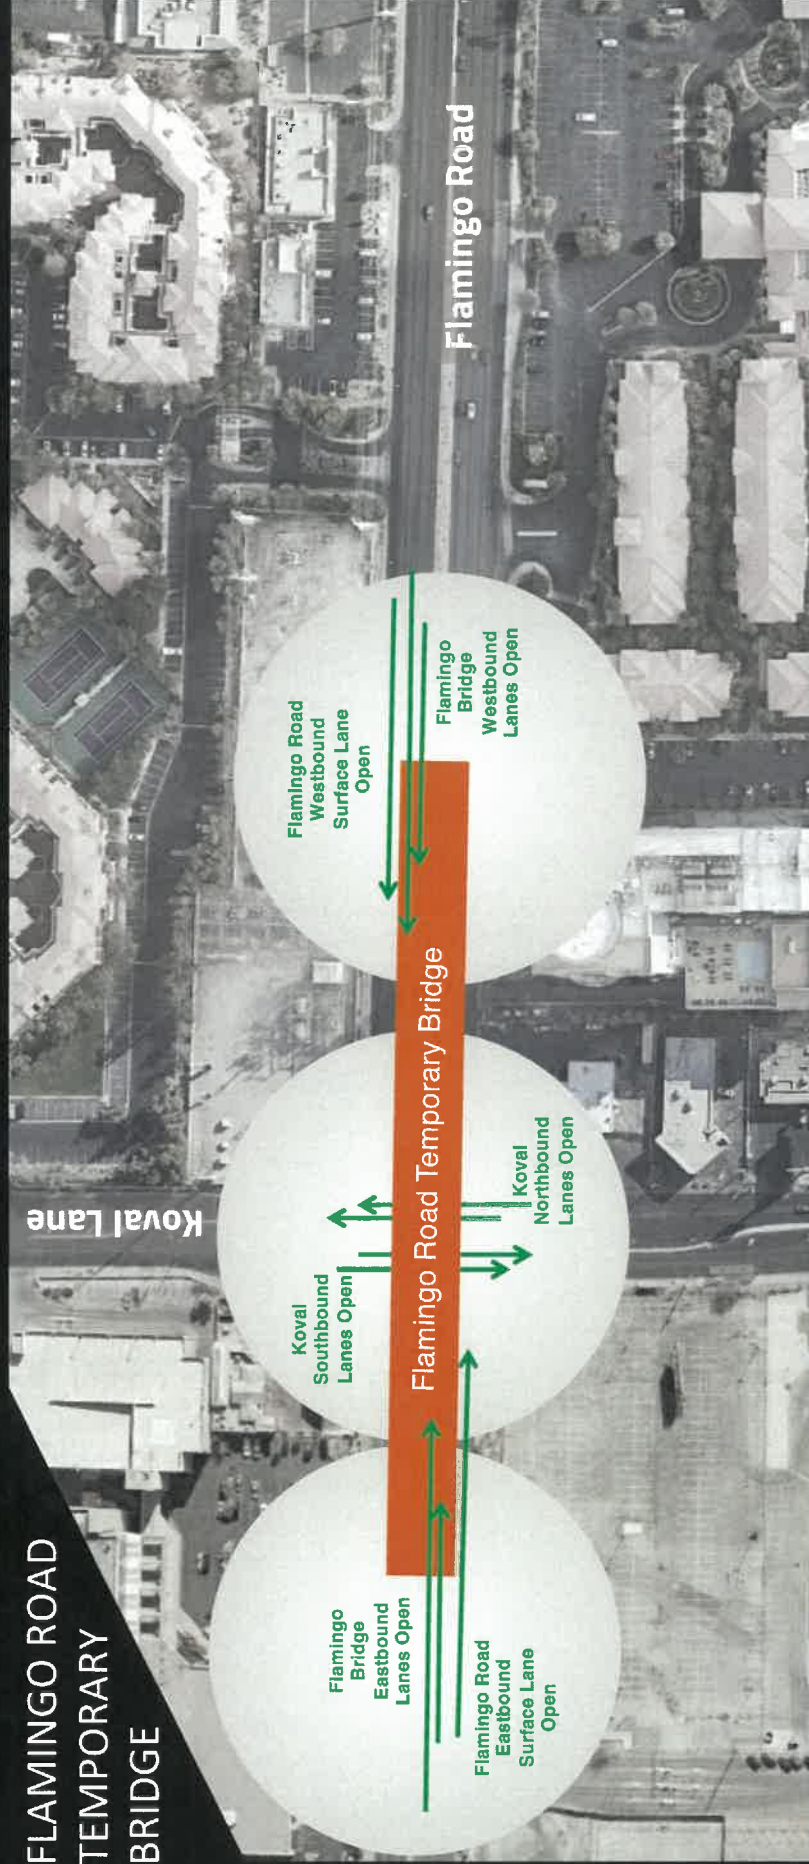 FLAMINGO ROAD
TEMPORARY
BRIDGE
Flamingo
Bridge
Eastbound
Lanes Open
Flamingo Road
Eastbound
Surface Lane
Open
Koval
Southbound
Lanes Open
Koval Lane
Flamingo Road Temporary Bridge
Koval
Northbound
Lanes Open
Flamingo Road
Westbound
Surface Lane
Open
Flamingo
Bridge
Westbound
Lanes Open
Flamingo Road